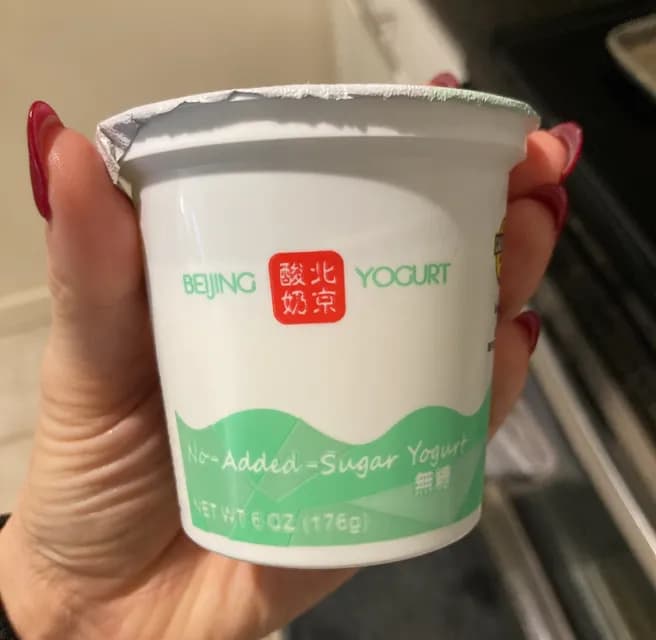 BEIJING
北京
酸奶
YOGURT
No-Added-Sugar Yogurt
無糖
NET WT 6 OZ (176g)